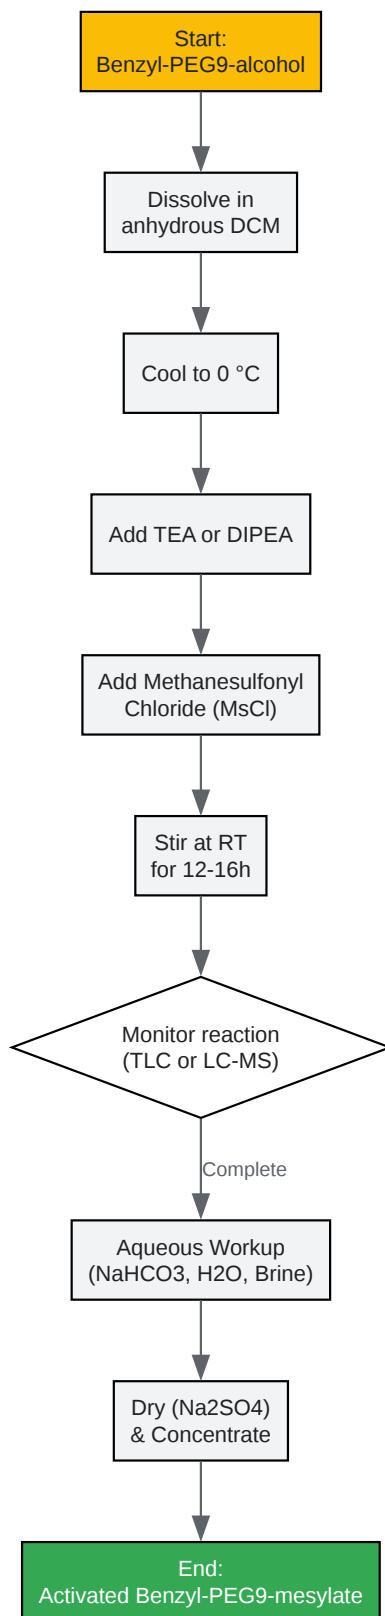 Start:
Benzyl-PEG9-alcohol
Dissolve in
anhydrous DCM
Cool to 0 °C
Add TEA or DIPEA
Add Methanesulfonyl
Chloride (MsCl)
Stir at RT
for 12-16h
Monitor reaction
(TLC or LC-MS)
Complete
Aqueous Workup
(NaHCO3, H2O, Brine)
Dry (Na2SO4)
& Concentrate
End:
Activated Benzyl-PEG9-mesylate